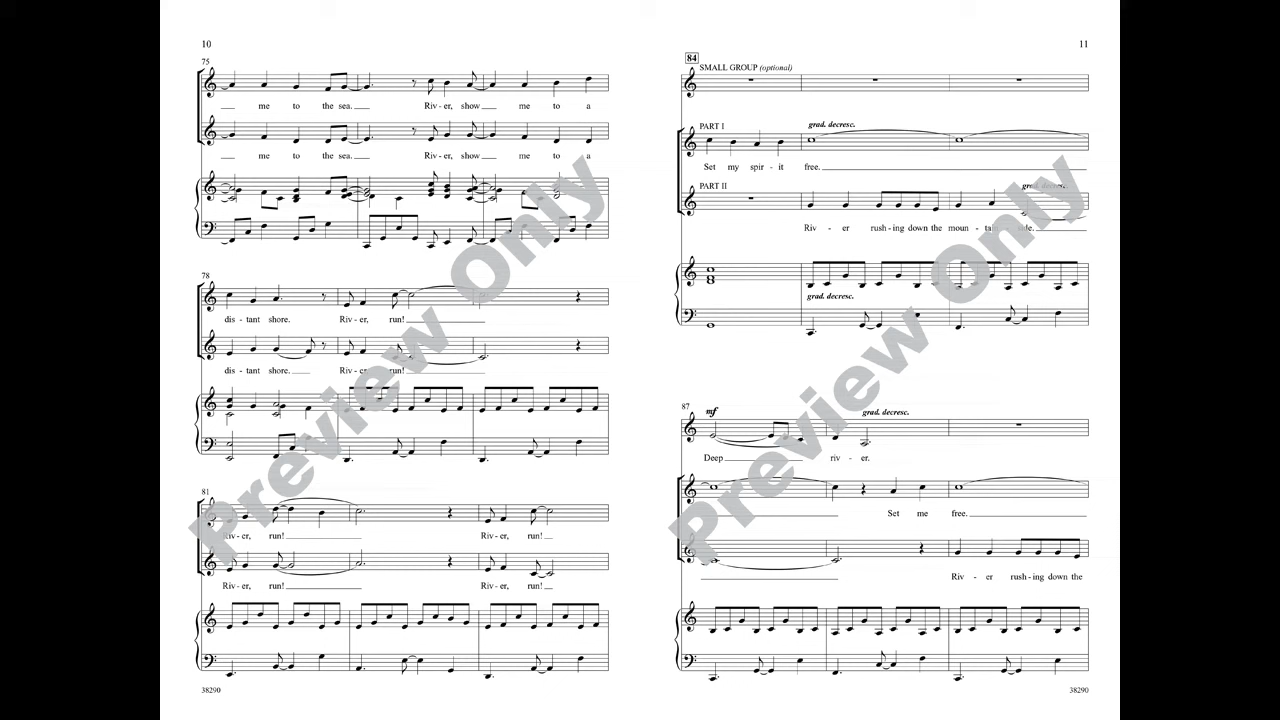 10
75
me to the sea. Riv - er, show me to a
me to the sea. Riv - er, show me to a
78
dis - tant shore. Riv - er, run!
dis - tant shore. Riv - er, run!
81
Riv - er, run! Riv - er, run!
Riv - er, run! Riv - er, run!
38290
Preview Only
11
84
SMALL GROUP (optional)
PART I
grad. decresc.
Set my spir - it free.
PART II
grad. decresc.
Riv - er rush - ing down the moun - tain - side.
grad. decresc.
87
mf
grad. decresc.
Deep riv - er.
Set me free.
Riv - er rush - ing down the
38290
Preview Only